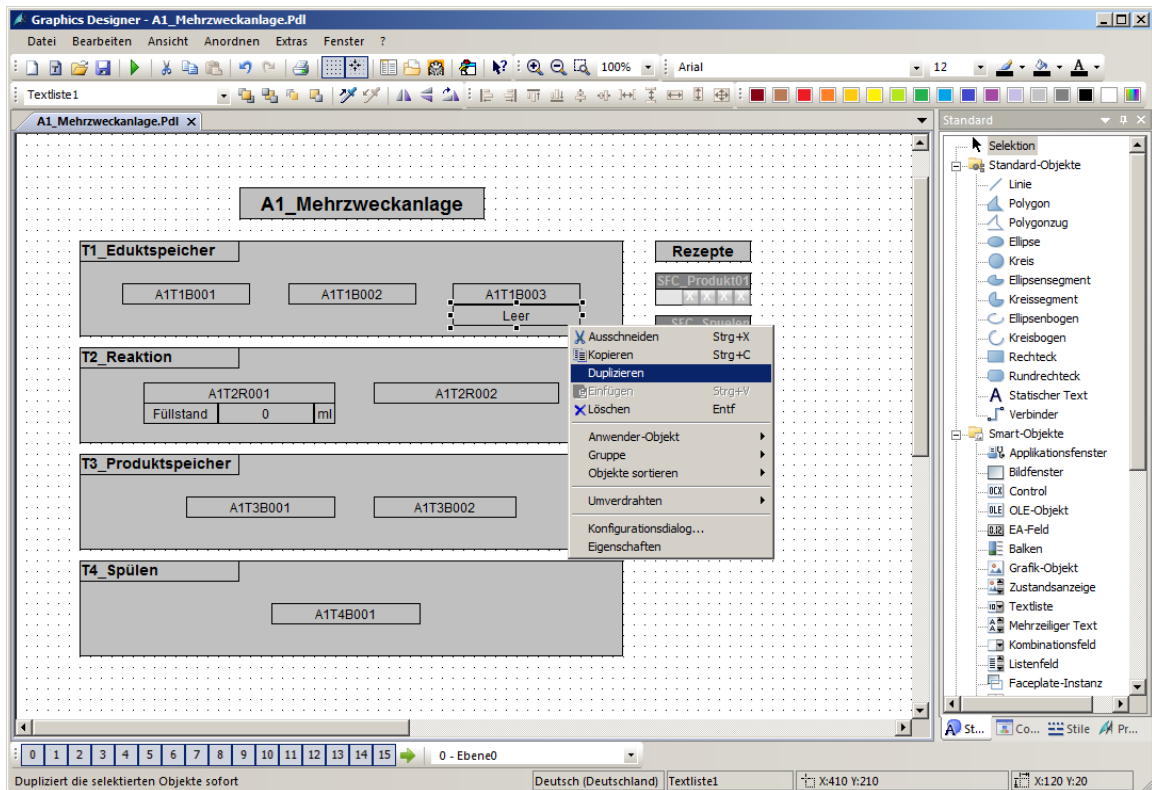 Graphics Designer - A1_Mehrzweckanlage.Pdl
Datei Bearbeiten Ansicht Anordnen Extras Fenster ?
100% Arial 12
Textliste1
A1_Mehrzweckanlage.Pdl
A1_Mehrzweckanlage
T1_Eduktspeicher
A1T1B001 A1T1B002 A1T1B003
Leer
Rezepte
SFC_Produkt01
X X X X
SFC_Spuelen
Ausschneiden Strg+X
Kopieren Strg+C
Duplizieren
Einfügen Strg+V
Löschen Entf
Anwender-Objekt
Gruppe
Objekte sortieren
Umverdrahten
Konfigurationsdialog...
Eigenschaften
T2_Reaktion
A1T2R001 A1T2R002
Füllstand 0 ml
T3_Produktspeicher
A1T3B001 A1T3B002
T4_Spülen
A1T4B001
Standard
Selektion
Standard-Objekte
Linie
Polygon
Polygonzug
Ellipse
Kreis
Ellipsensegment
Kreissegment
Ellipsenbogen
Kreisbogen
Rechteck
Rundrechteck
A Statischer Text
Verbinder
Smart-Objekte
Applikationsfenster
Bildfenster
OCX Control
OLE OLE-Objekt
0.12 EA-Feld
Balken
Grafik-Objekt
Zustandsanzeige
Textliste
Mehrzeiliger Text
Kombinationsfeld
Listenfeld
Faceplate-Instanz
St... Co... Stile Pr...
0 1 2 3 4 5 6 7 8 9 10 11 12 13 14 15 0 - Ebene0
Dupliziert die selektierten Objekte sofort Deutsch (Deutschland) Textliste1 X:410 Y:210 X:120 Y:20